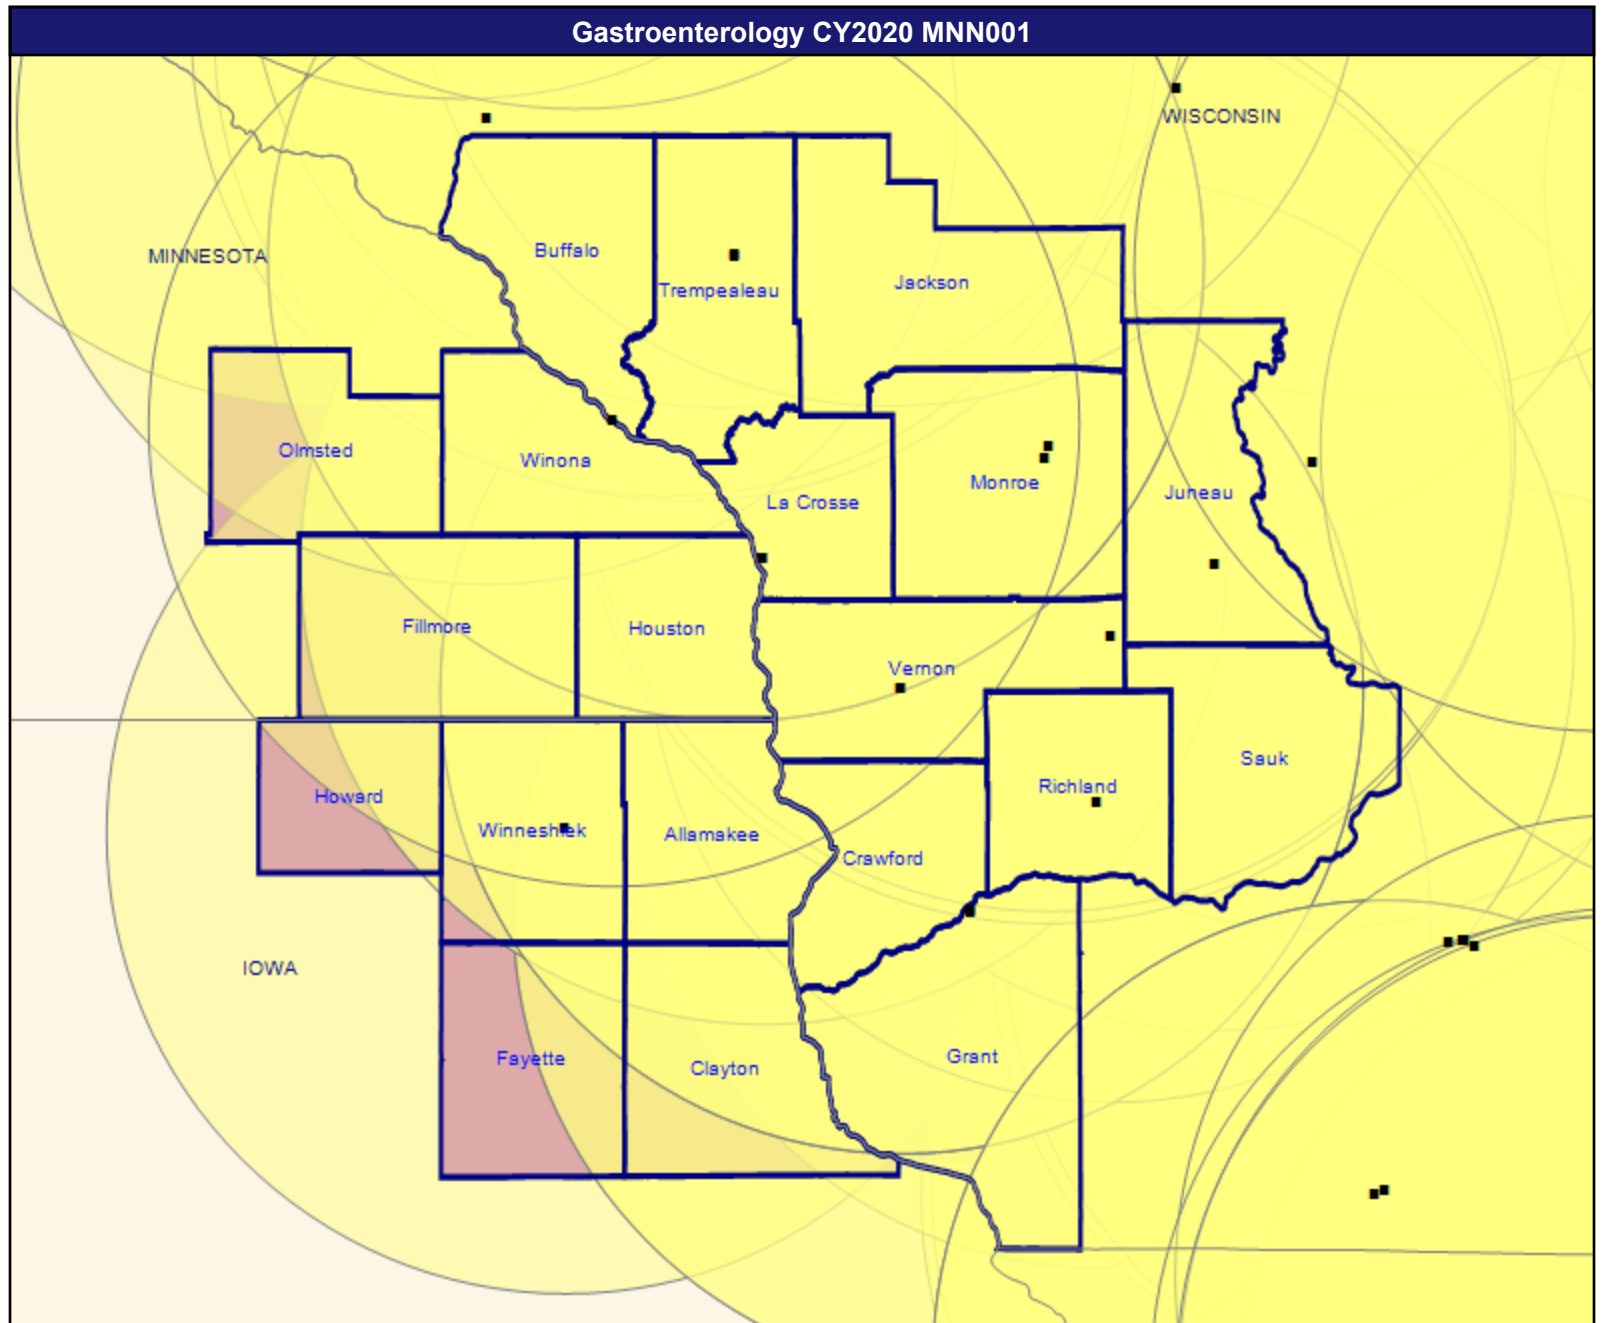 Gastroenterology CY2020 MNN001
WISCONSIN
MINNESOTA
Buffalo
Trempealeau
Jackson
Olmsted
Winona
La Crosse
Monroe
Juneau
Fillmore
Houston
Vernon
Sauk
Richland
Howard
Winneshiek
Allamakee
Crawford
IOWA
Fayette
Clayton
Grant